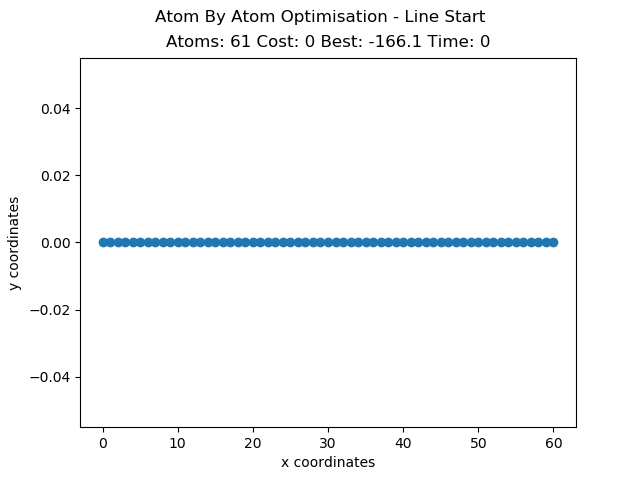 Atom By Atom Optimisation - Line Start
Atoms: 61 Cost: 0 Best: -166.1 Time: 0
0.04
0.02
0.00
−0.02
−0.04
y coordinates
0 10 20 30 40 50 60
x coordinates